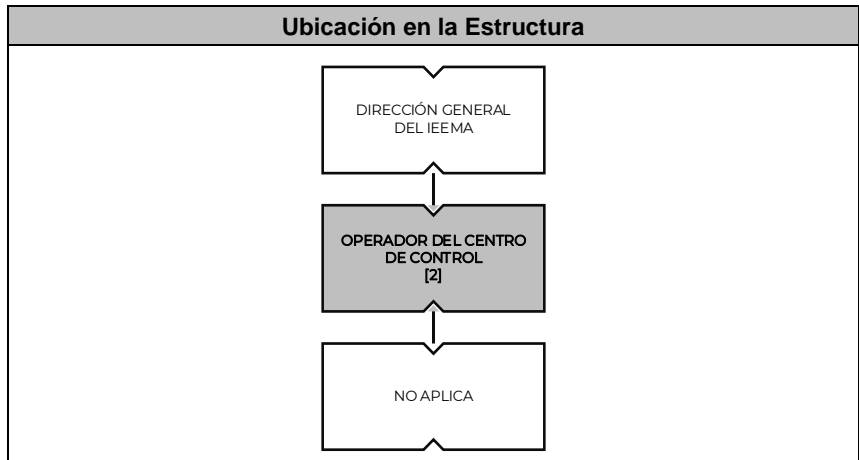 Ubicación en la Estructura
DIRECCIÓN GENERAL
DEL IEEMA
OPERADOR DEL CENTRO
DE CONTROL
[2]
NO APLICA